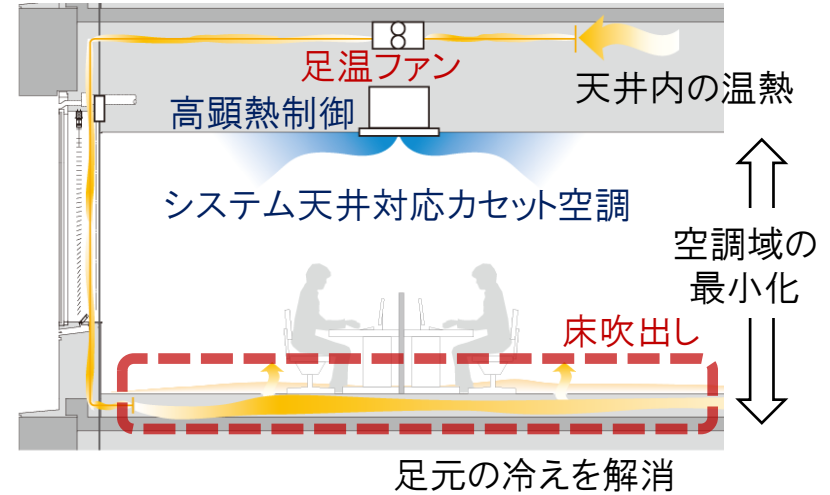 足温ファン
天井内の温熱
高顕熱制御
システム天井対応カセット空調
空調域の
最小化
床吹出し
足元の冷えを解消